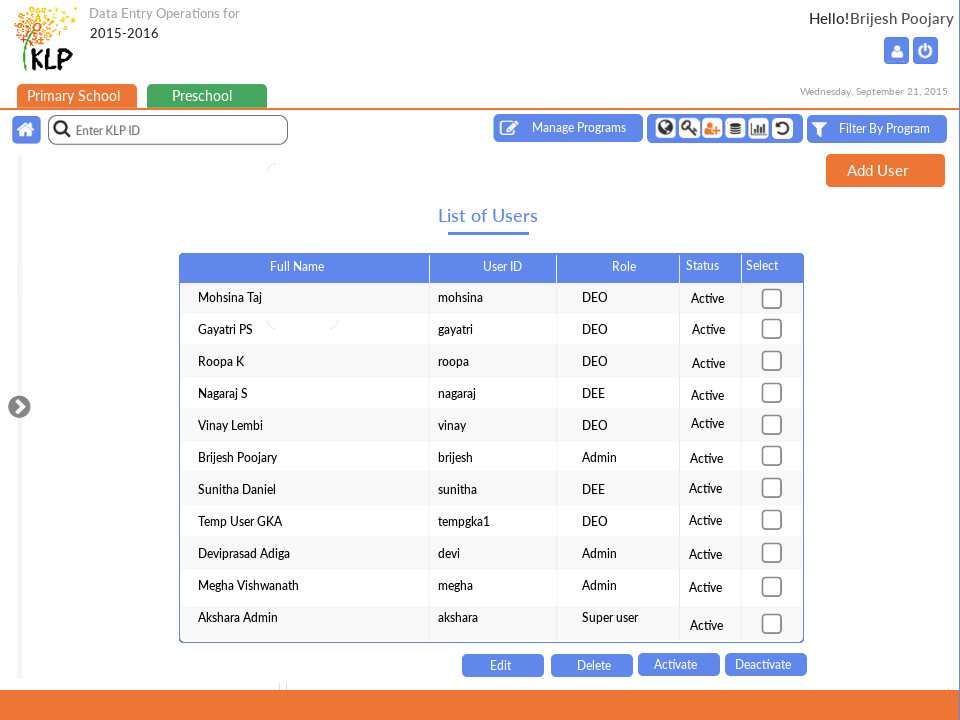 Data Entry Operations for
2015-2016
KLP
Hello!Brijesh Poojary
Primary School
Preschool
Wednesday, September 21, 2015
Enter KLP ID
Manage Programs
Filter By Program
Add User
List of Users
Full Name User ID Role Status Select
Mohsina Taj mohsina DEO Active
Gayatri PS gayatri DEO Active
Roopa K roopa DEO Active
Nagaraj S nagaraj DEE Active
Vinay Lembi vinay DEO Active
Brijesh Poojary brijesh Admin Active
Sunitha Daniel sunitha DEE Active
Temp User GKA tempgka1 DEO Active
Deviprasad Adiga devi Admin Active
Megha Vishwanath megha Admin Active
Akshara Admin akshara Super user Active
Edit Delete Activate Deactivate